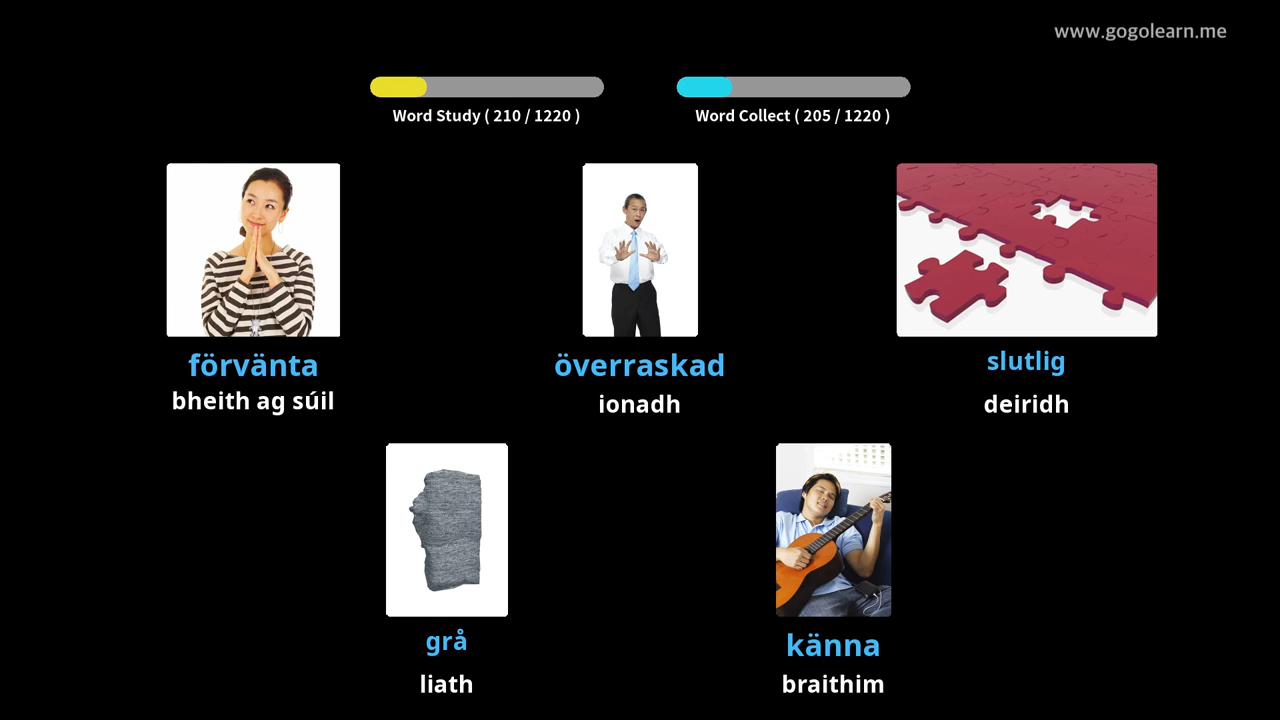 www.gogolearn.me
Word Study ( 210 / 1220 )
Word Collect ( 205 / 1220 )
förvänta
bheith ag súil
överraskad
ionadh
slutlig
deiridh
grå
liath
känna
braithim